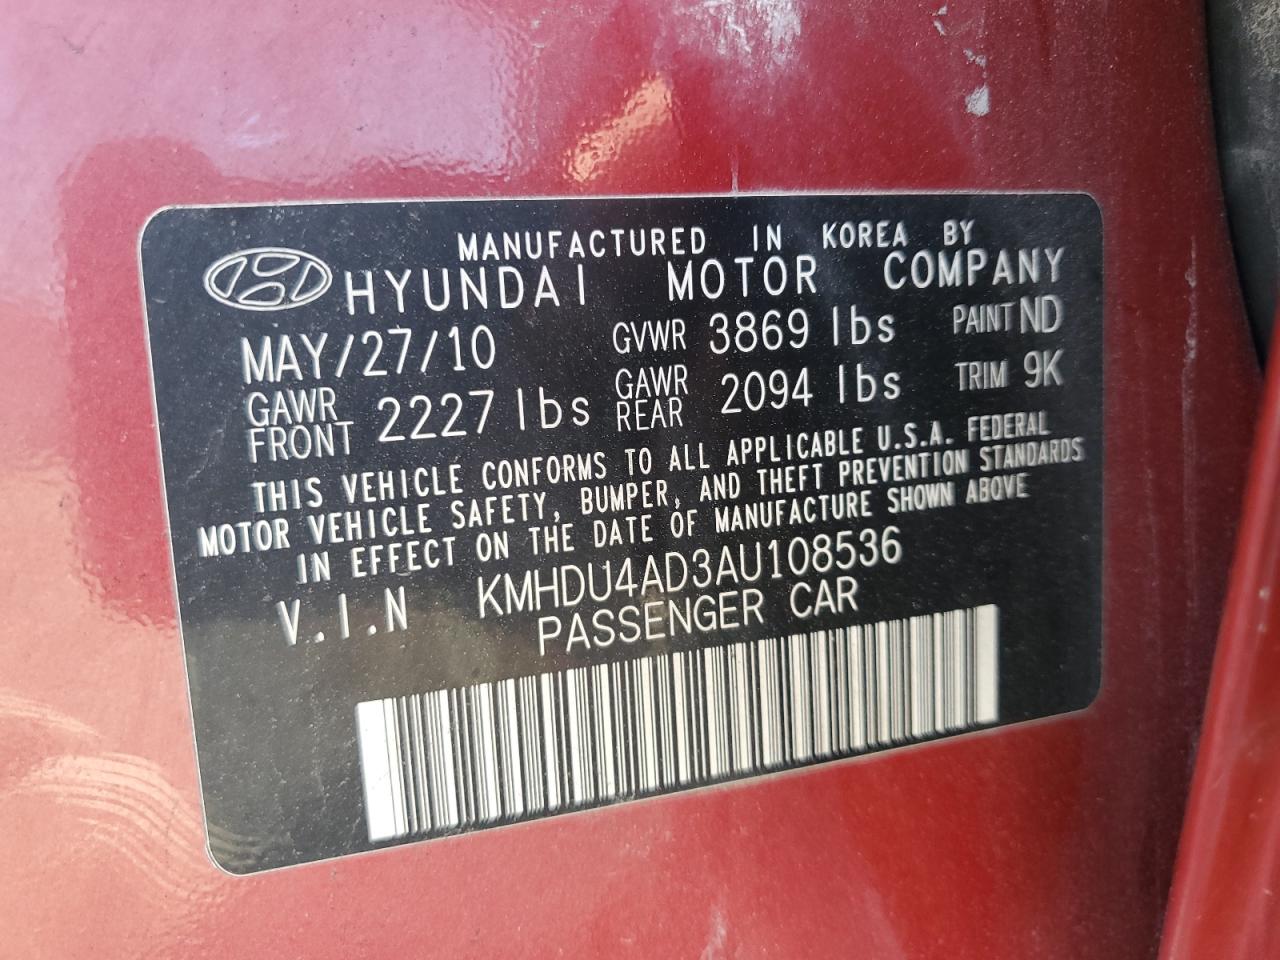 MANUFACTURED IN KOREA BY
HYUNDAI MOTOR COMPANY
MAY/27/10 GVWR 3869 lbs PAINT ND
GAWR FRONT 2227 lbs GAWR REAR 2094 lbs TRIM 9K
THIS VEHICLE CONFORMS TO ALL APPLICABLE U.S.A. FEDERAL
MOTOR VEHICLE SAFETY, BUMPER, AND THEFT PREVENTION STANDARDS
IN EFFECT ON THE DATE OF MANUFACTURE SHOWN ABOVE
V.I.N KMHDU4AD3AU108536
PASSENGER CAR